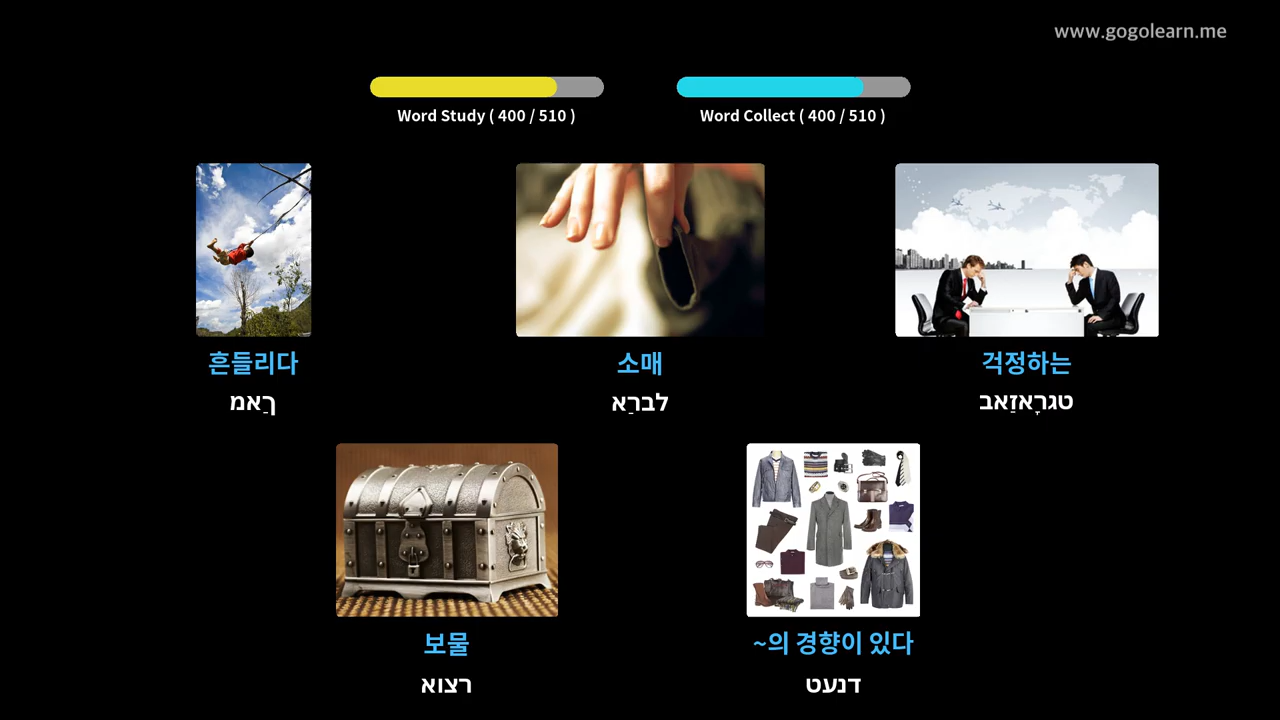 www.gogolearn.me
Word Study ( 400 / 510 )
Word Collect ( 400 / 510 )
흔들리다
ךַאמ
소매
לברַא
걱정하는
טגרָאזַאב
보물
רצוא
~의 경향이 있다
דנעט